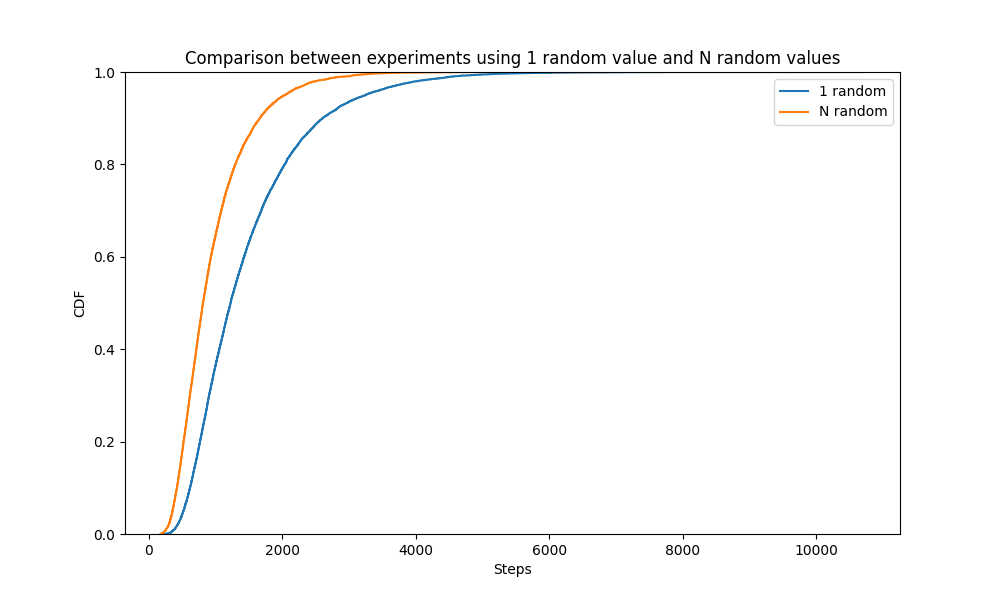 Comparison between experiments using 1 random value and N random values
1.0
0.8
0.6
0.4
0.2
0.0
CDF
1 random
N random
0
2000
4000
6000
8000
10000
Steps